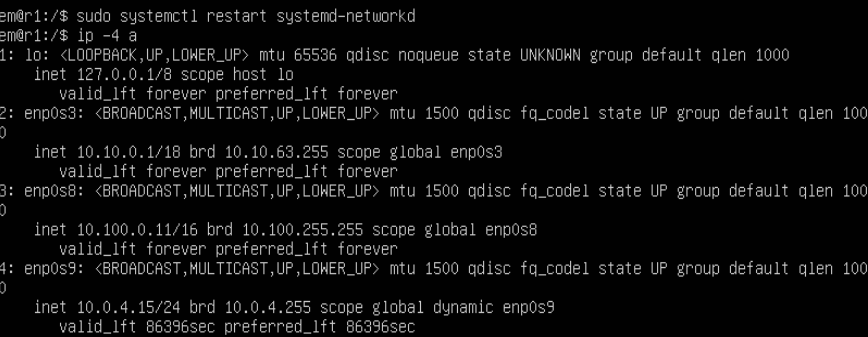 em@r1:/$ sudo systemctl restart systemd-networkd
em@r1:/$ ip -4 a
1: lo: <LOOPBACK,UP,LOWER_UP> mtu 65536 qdisc noqueue state UNKNOWN group default qlen 1000
    inet 127.0.0.1/8 scope host lo
       valid_lft forever preferred_lft forever
2: enp0s3: <BROADCAST,MULTICAST,UP,LOWER_UP> mtu 1500 qdisc fq_codel state UP group default qlen 100
0
    inet 10.10.0.1/18 brd 10.10.63.255 scope global enp0s3
       valid_lft forever preferred_lft forever
3: enp0s8: <BROADCAST,MULTICAST,UP,LOWER_UP> mtu 1500 qdisc fq_codel state UP group default qlen 100
0
    inet 10.100.0.11/16 brd 10.100.255.255 scope global enp0s8
       valid_lft forever preferred_lft forever
4: enp0s9: <BROADCAST,MULTICAST,UP,LOWER_UP> mtu 1500 qdisc fq_codel state UP group default qlen 100
0
    inet 10.0.4.15/24 brd 10.0.4.255 scope global dynamic enp0s9
       valid_lft 86396sec preferred_lft 86396sec